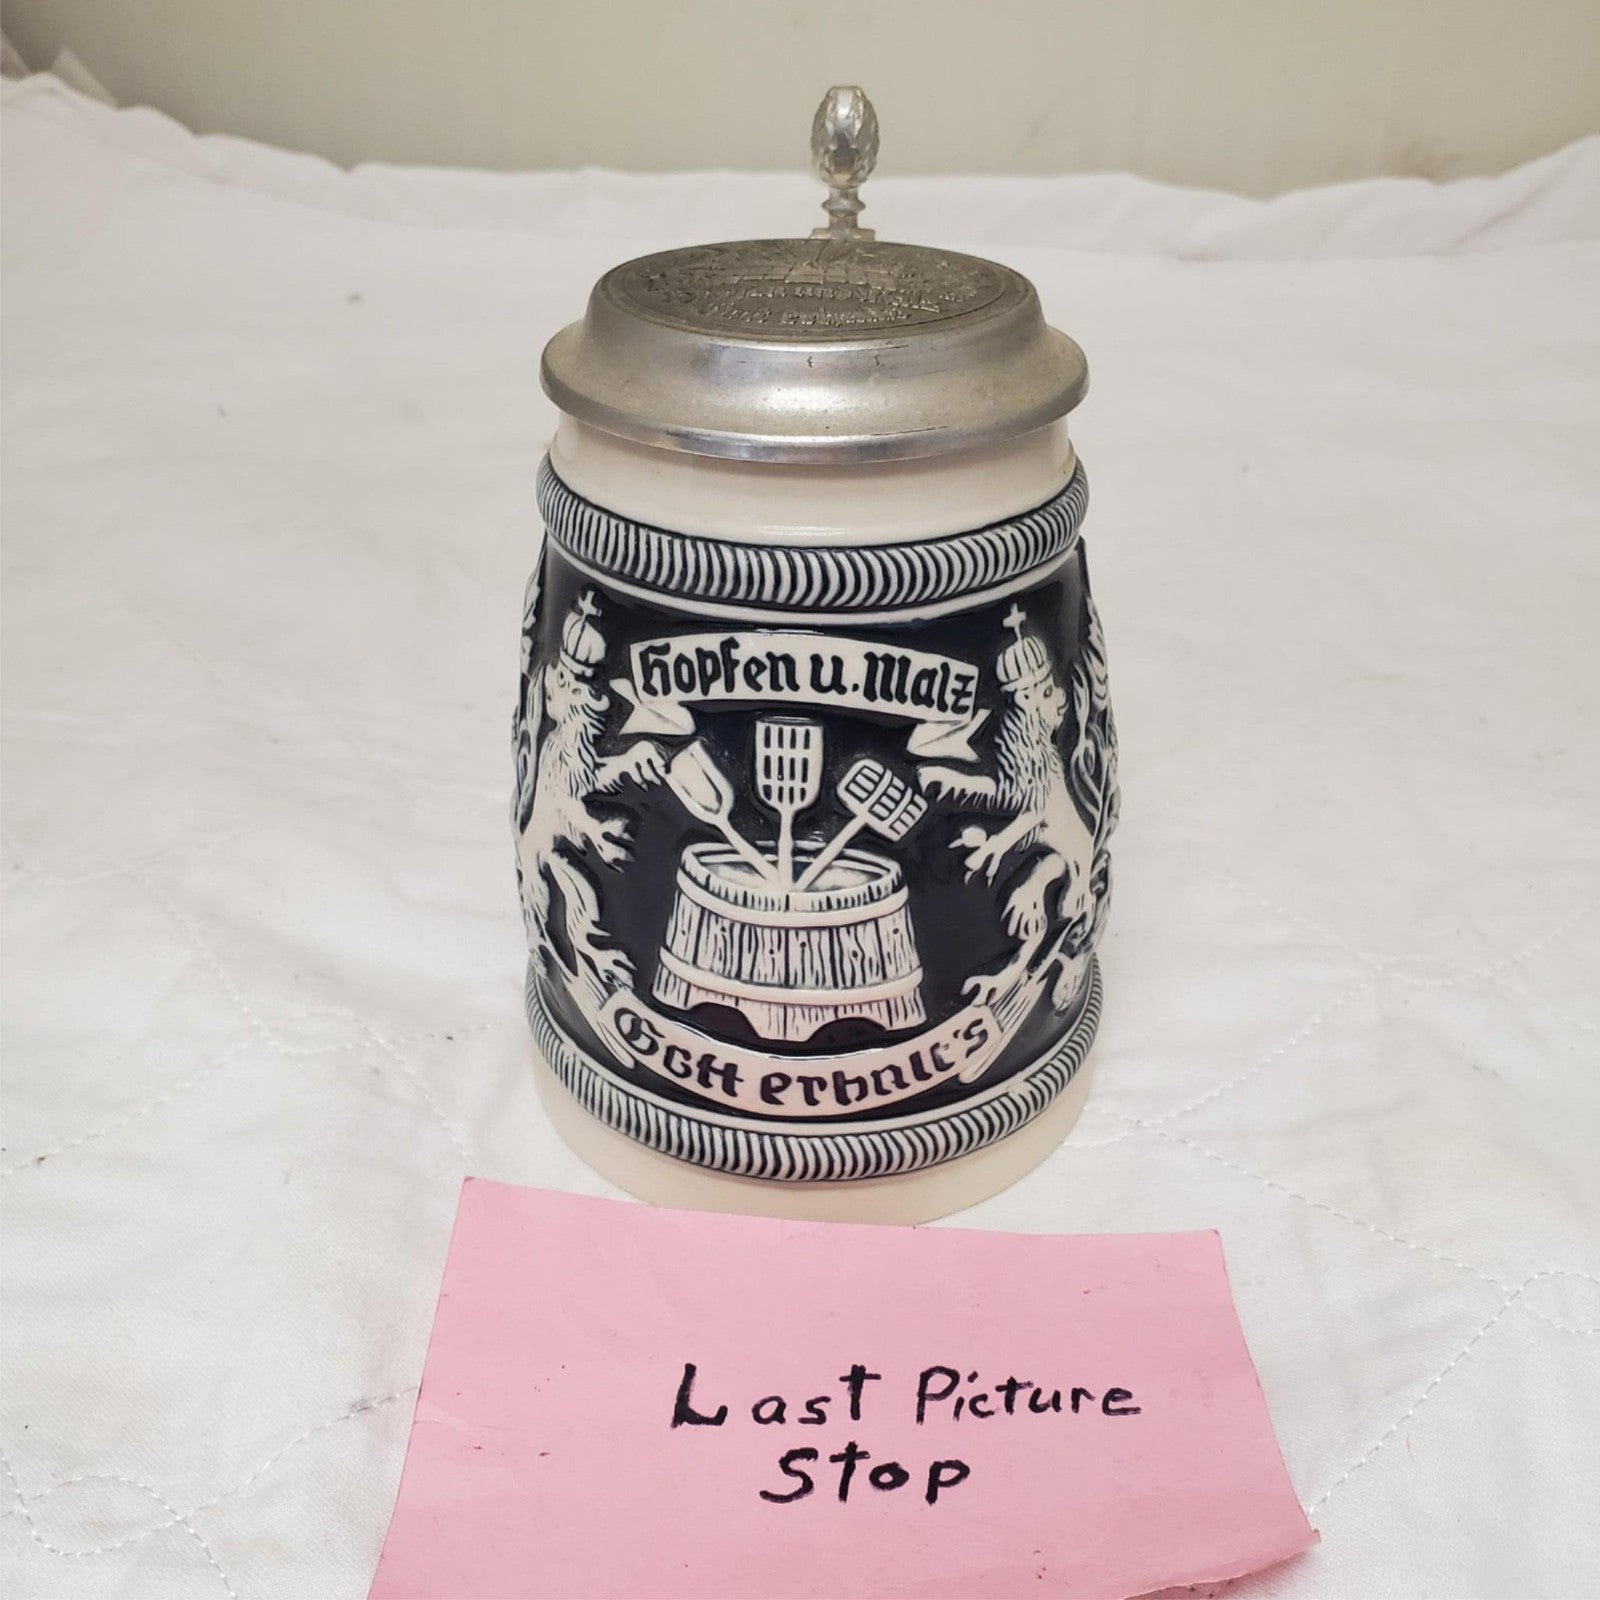 Hopfen u. Malz
Gott erhalt's
Last Picture
Stop